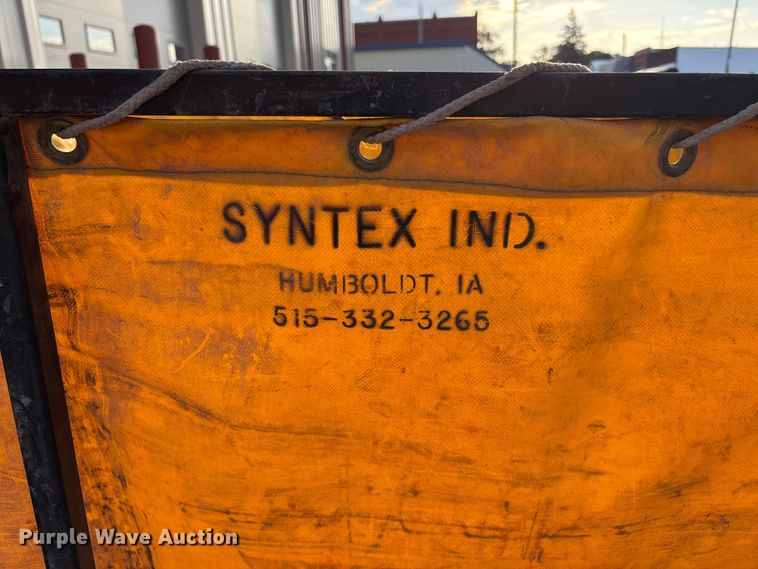 SYNTEX IND.
HUMBOLDT, IA
515-332-3265
Purple Wave Auction